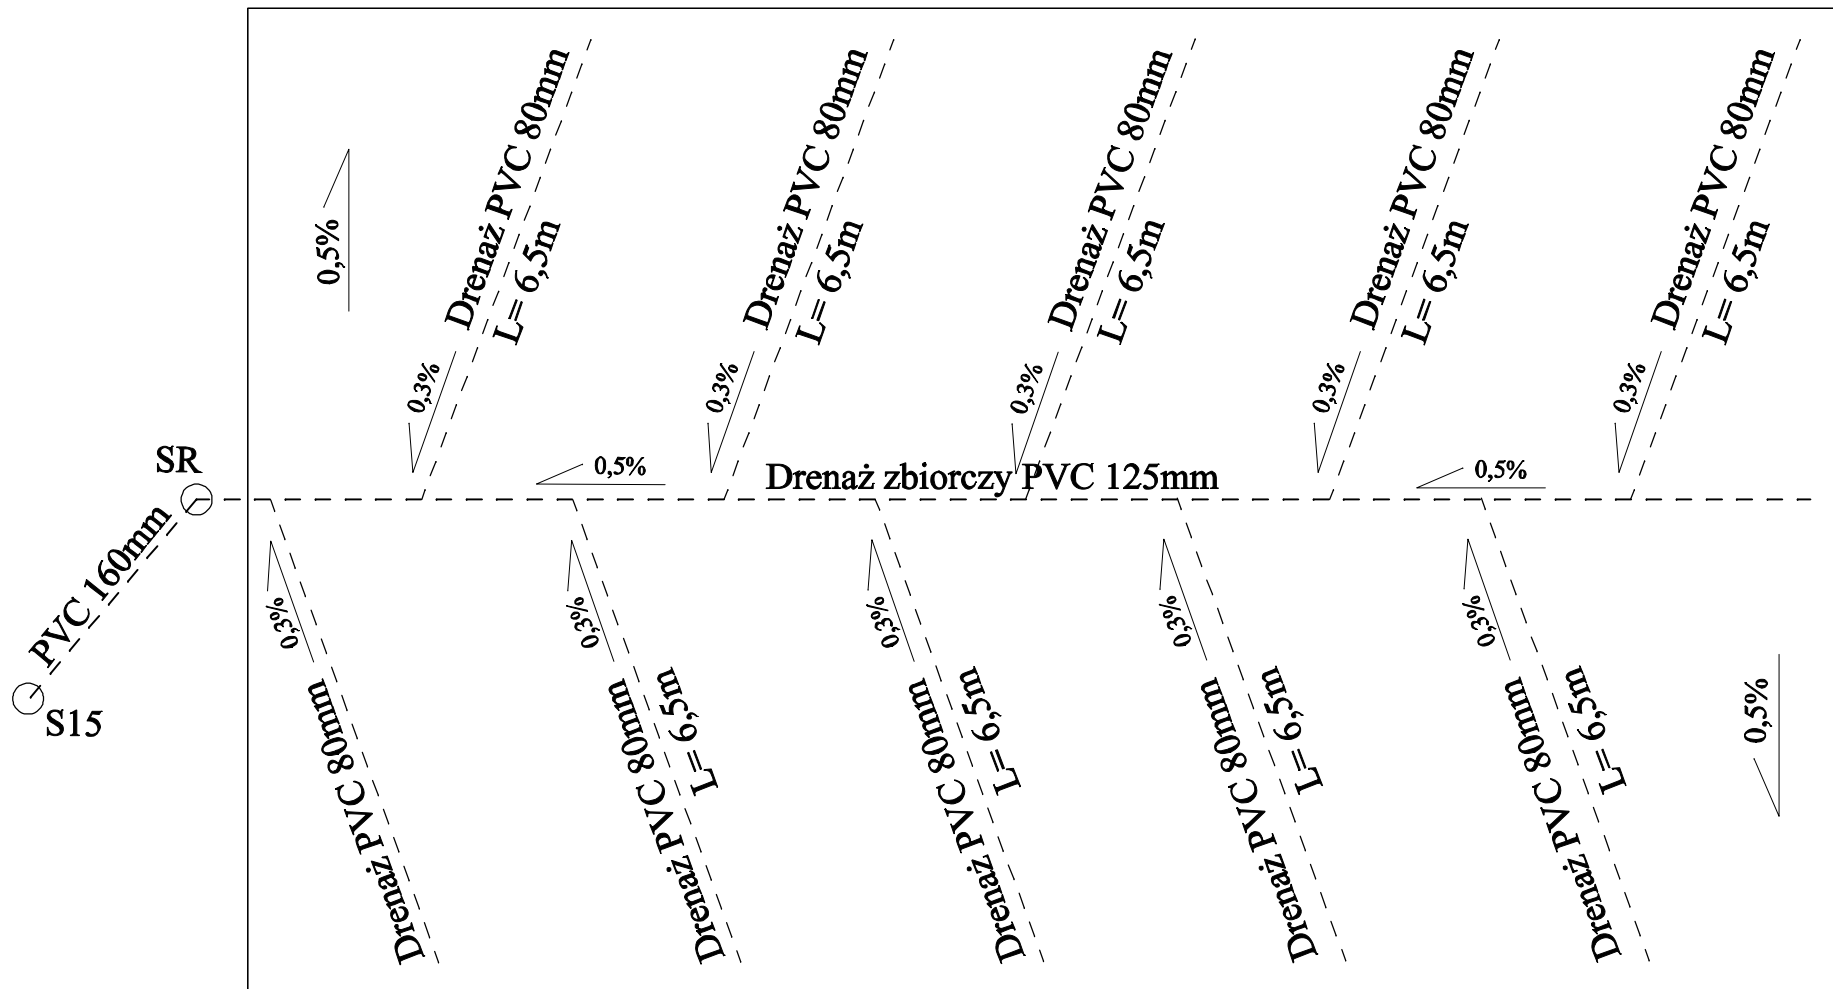 Drenaż PVC 80mm
L= 6,5m
Drenaż PVC 80mm
L= 6,5m
Drenaż PVC 80mm
L= 6,5m
Drenaż PVC 80mm
L= 6,5m
Drenaż PVC 80mm
L= 6,5m
0,5%
0,3%
0,3%
0,3%
0,3%
0,3%
SR
0,5%
Drenaż zbiorczy PVC 125mm
0,5%
PVC 160mm
S15
0,3%
0,3%
0,3%
0,3%
0,3%
Drenaż PVC 80mm
Drenaż PVC 80mm
L= 6,5m
Drenaż PVC 80mm
L= 6,5m
Drenaż PVC 80mm
L= 6,5m
Drenaż PVC 80mm
L= 6,5m
0,5%